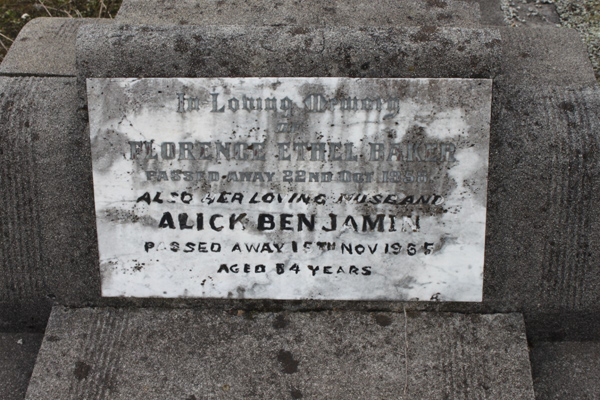 In Loving Memory
of
FLORENCE ETHEL BAKER
PASSED AWAY 22ND OCT
ALSO HER LOVING HUSBAND
ALICK BENJAMIN
PASSED AWAY NOV 1965
AGED 84 YEARS